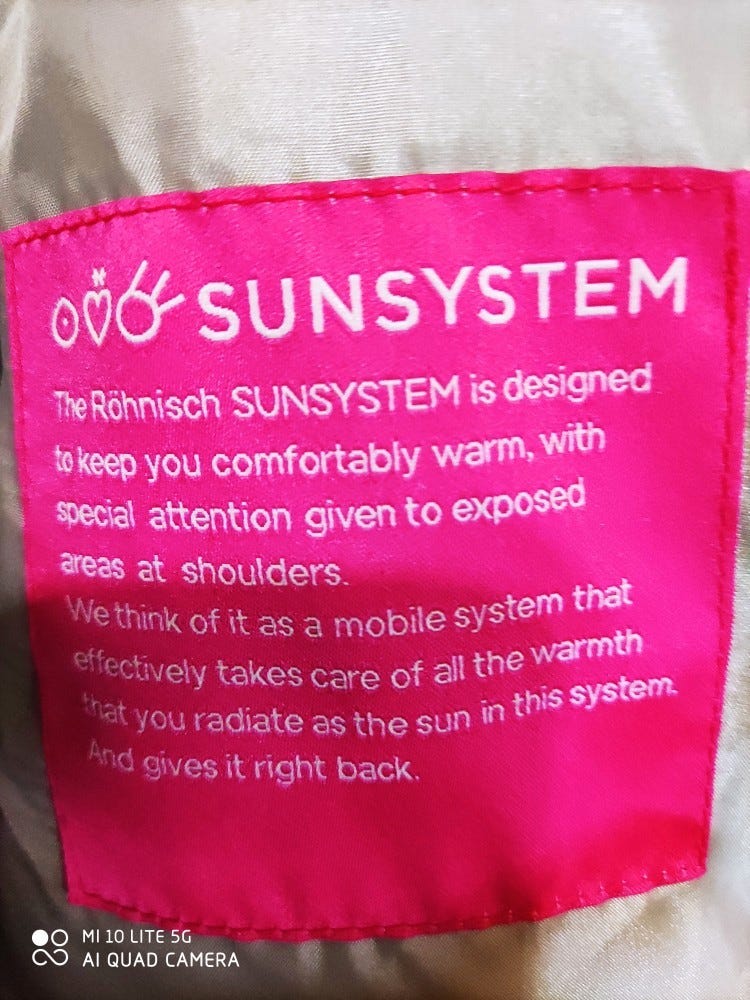 SUNSYSTEM
The Röhnisch SUNSYSTEM is designed
to keep you comfortably warm, with
special attention given to exposed
areas at shoulders.
We think of it as a mobile system that
effectively takes care of all the warmth
that you radiate as the sun in this system.
And gives it right back.
MI 10 LITE 5G
AI QUAD CAMERA